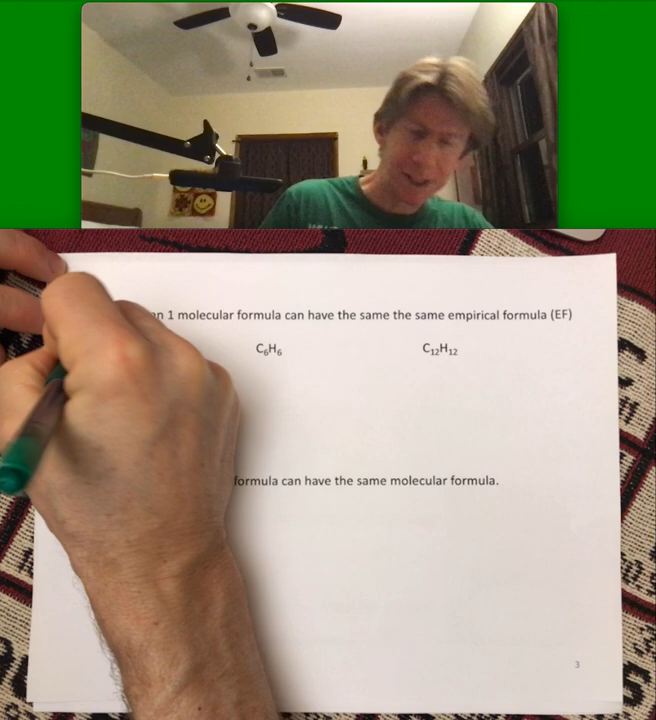 1 molecular formula can have the same the same empirical formula (EF)
C₆H₆ C₁₂H₁₂
formula can have the same molecular formula.
3